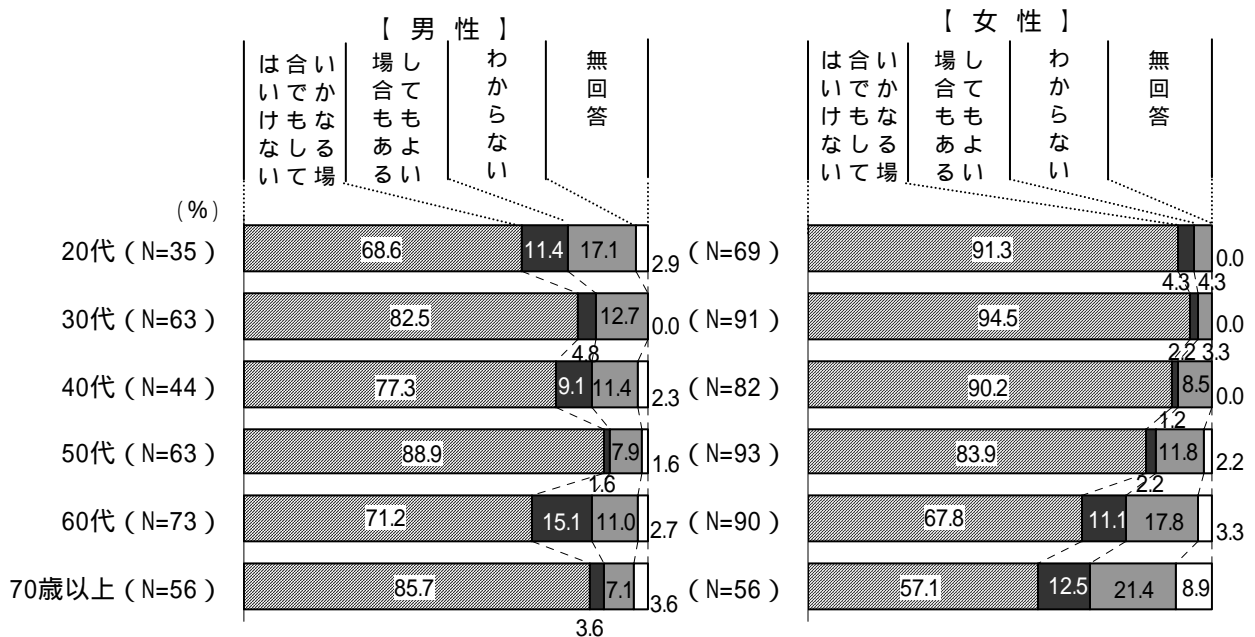 【 男 性 】 【 女 性 】
いかなる場合でもしてはいけない
してもよい場合もある
わからない
無回答
いかなる場合でもしてはいけない
してもよい場合もある
わからない
無回答
(%)
20代(N=35) 68.6 11.4 17.1 2.9 (N=69) 91.3 4.3 4.3 0.0
30代(N=63) 82.5 4.8 12.7 0.0 (N=91) 94.5 2.2 3.3 0.0
40代(N=44) 77.3 9.1 11.4 2.3 (N=82) 90.2 1.2 8.5 0.0
50代(N=63) 88.9 1.6 7.9 1.6 (N=93) 83.9 2.2 11.8 2.2
60代(N=73) 71.2 15.1 11.0 2.7 (N=90) 67.8 11.1 17.8 3.3
70歳以上(N=56) 85.7 3.6 7.1 3.6 (N=56) 57.1 12.5 21.4 8.9